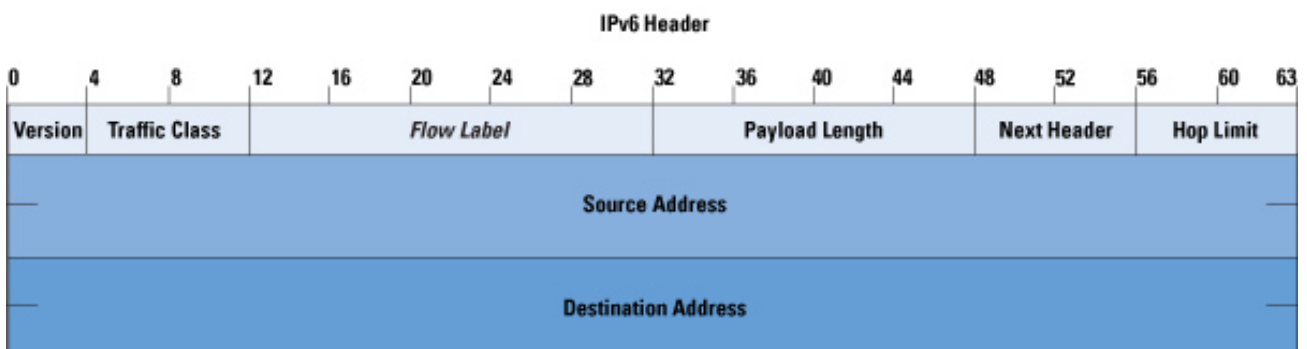 IPv6 Header
0 4 8 12 16 20 24 28 32 36 40 44 48 52 56 60 63
Version Traffic Class Flow Label Payload Length Next Header Hop Limit
Source Address
Destination Address